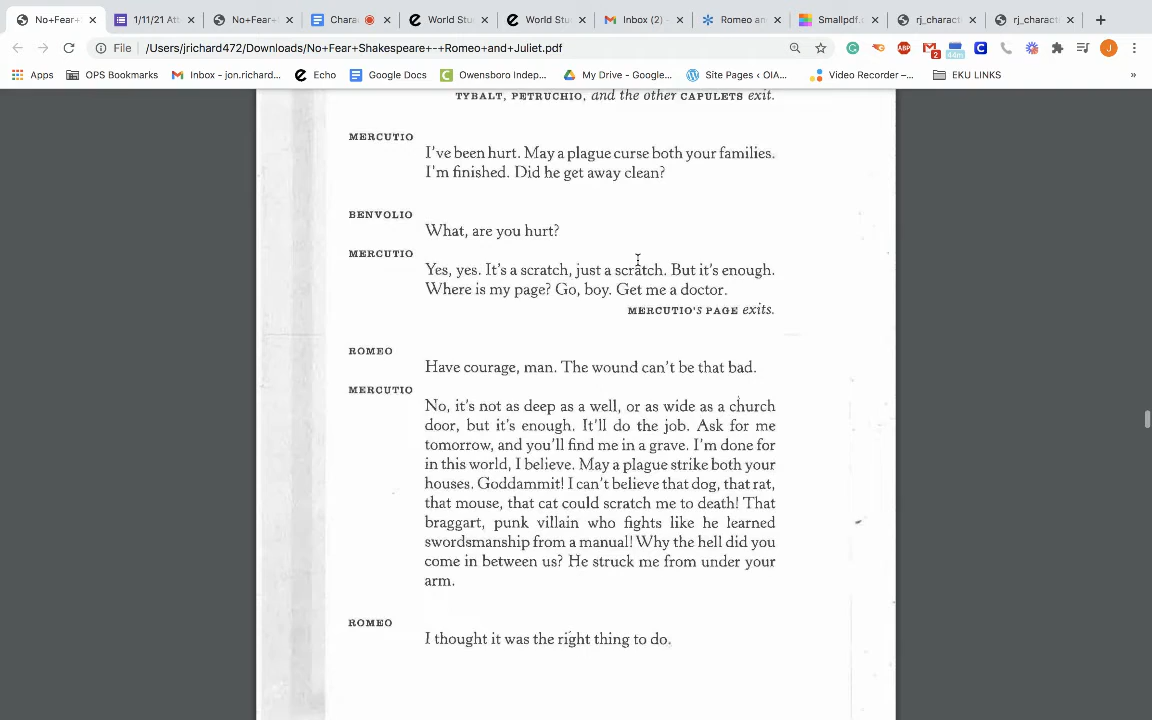 No+Fear+
1/11/21 Att
No+Fear+
Chara
World Stu
World Stu
Inbox (2) -
Romeo an
Smallpdf.c
rj_charact
rj_charact
File /Users/jrichard472/Downloads/No+Fear+Shakespeare+-+Romeo+and+Juliet.pdf
ABP 2 44m C J
Apps OPS Bookmarks Inbox - jon.richard... Echo Google Docs Owensboro Indep... My Drive - Google... Site Pages ‹ OIA... Video Recorder –... EKU LINKS »
TYBALT, PETRUCHIO, and the other CAPULETS exit.
MERCUTIO
I've been hurt. May a plague curse both your families.
I'm finished. Did he get away clean?
BENVOLIO
What, are you hurt?
MERCUTIO
Yes, yes. It's a scratch, just a scratch. But it's enough.
Where is my page? Go, boy. Get me a doctor.
MERCUTIO'S PAGE exits.
ROMEO
Have courage, man. The wound can't be that bad.
MERCUTIO
No, it's not as deep as a well, or as wide as a church
door, but it's enough. It'll do the job. Ask for me
tomorrow, and you'll find me in a grave. I'm done for
in this world, I believe. May a plague strike both your
houses. Goddammit! I can't believe that dog, that rat,
that mouse, that cat could scratch me to death! That
braggart, punk villain who fights like he learned
swordsmanship from a manual! Why the hell did you
come in between us? He struck me from under your
arm.
ROMEO
I thought it was the right thing to do.